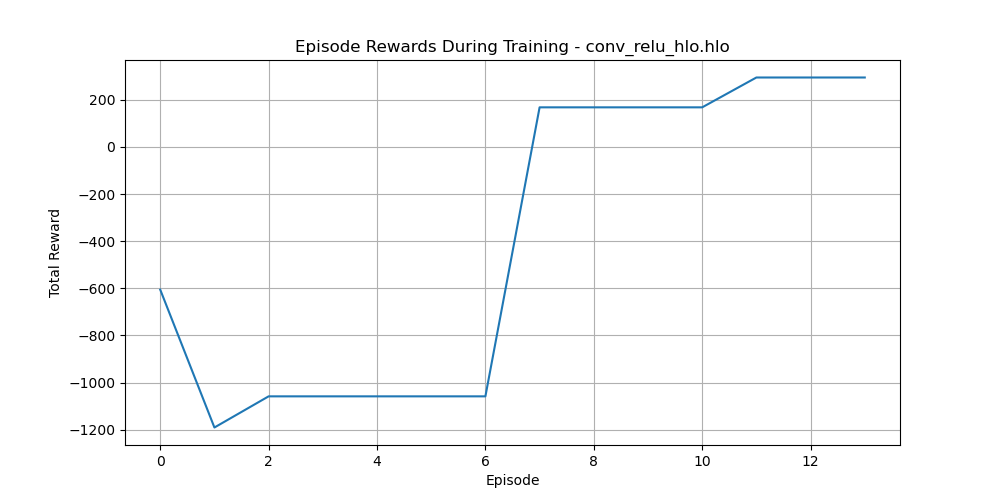 Episode Rewards During Training - conv_relu_hlo.hlo
200
0
−200
−400
−600
−800
−1000
−1200
Total Reward
0 2 4 6 8 10 12
Episode